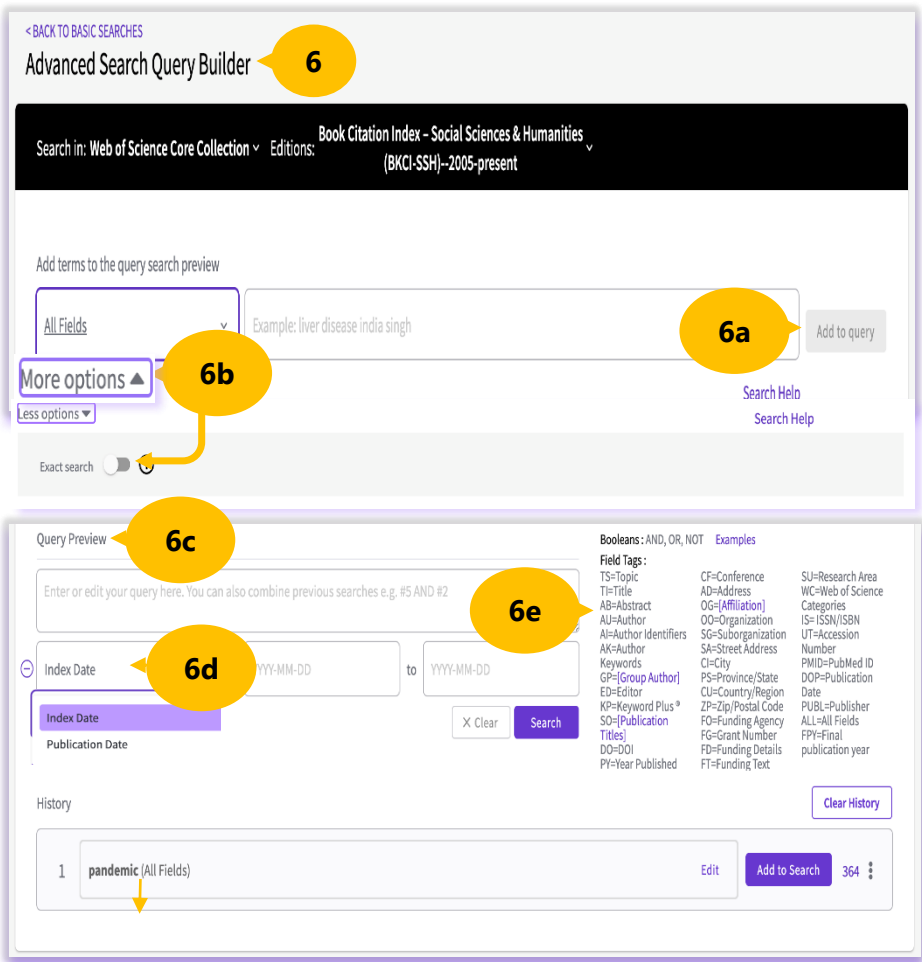 < BACK TO BASIC SEARCHES
Advanced Search Query Builder
6
Search in: Web of Science Core Collection
Editions:
Book Citation Index – Social Sciences & Humanities
(BKCI-SSH)--2005-present
Add terms to the query search preview
All Fields
Example: liver disease india singh
6a
Add to query
More options
6b
Search Help
Less options
Search Help
Exact search
Query Preview
6c
Enter or edit your query here. You can also combine previous searches e.g. #5 AND #2
Index Date
6d
YYYY-MM-DD
to
YYYY-MM-DD
Index Date
Publication Date
X Clear
Search
6e
Booleans : AND, OR, NOT Examples
Field Tags :
TS=Topic
TI=Title
AB=Abstract
AU=Author
AI=Author Identifiers
AK=Author
Keywords
GP=[Group Author]
ED=Editor
KP=Keyword Plus ®
SO=[Publication
Titles]
DO=DOI
PY=Year Published
CF=Conference
AD=Address
OG=[Affiliation]
OO=Organization
SG=Suborganization
SA=Street Address
CI=City
PS=Province/State
CU=Country/Region
ZP=Zip/Postal Code
FO=Funding Agency
FG=Grant Number
FD=Funding Details
FT=Funding Text
SU=Research Area
WC=Web of Science
Categories
IS= ISSN/ISBN
UT=Accession
Number
PMID=PubMed ID
DOP=Publication
Date
PUBL=Publisher
ALL=All Fields
FPY=Final
publication year
History
Clear History
1
pandemic (All Fields)
Edit
Add to Search
364